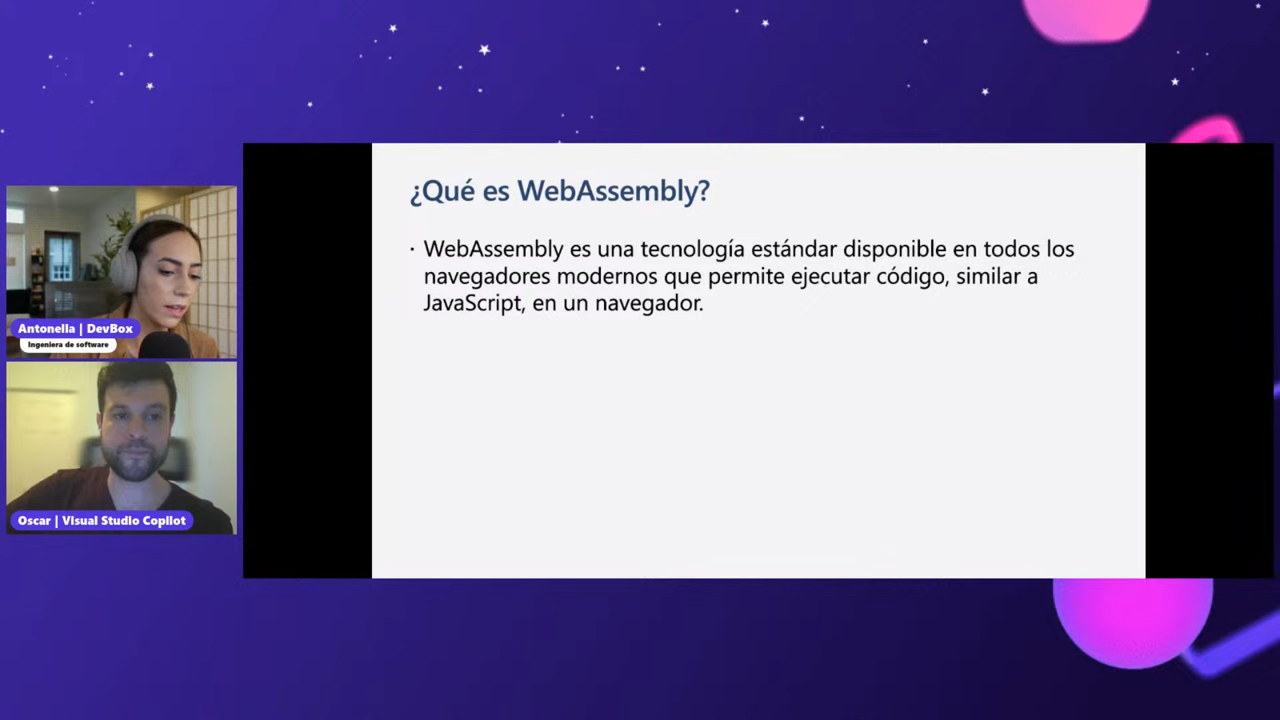 ¿Qué es WebAssembly?
· WebAssembly es una tecnología estándar disponible en todos los
navegadores modernos que permite ejecutar código, similar a
JavaScript, en un navegador.
Antonella | DevBox
Ingeniera de software
Oscar | Visual Studio Copilot